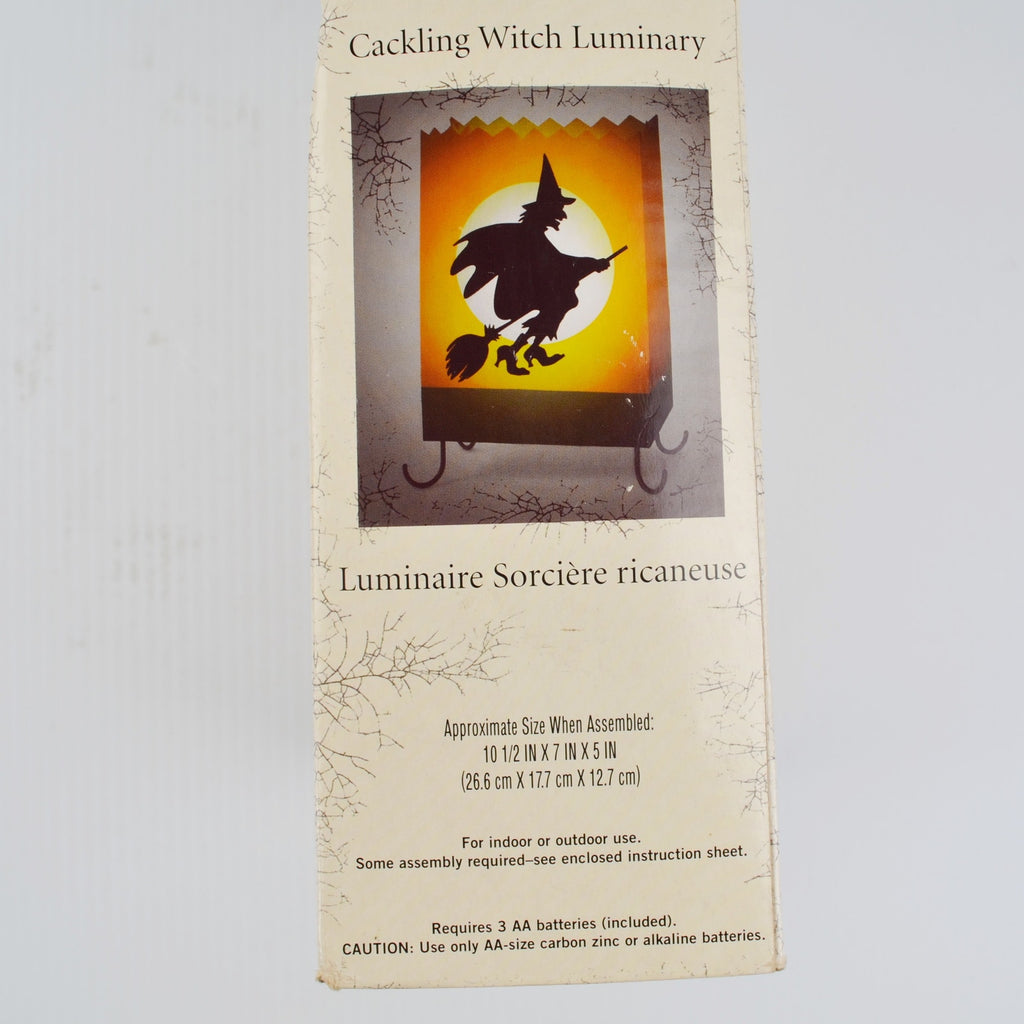 Cackling Witch Luminary
Luminaire Sorcière ricaneuse
Approximate Size When Assembled:
10 1/2 IN X 7 IN X 5 IN
(26.6 cm X 17.7 cm X 12.7 cm)
For indoor or outdoor use.
Some assembly required–see enclosed instruction sheet.
Requires 3 AA batteries (included).
CAUTION: Use only AA-size carbon zinc or alkaline batteries.